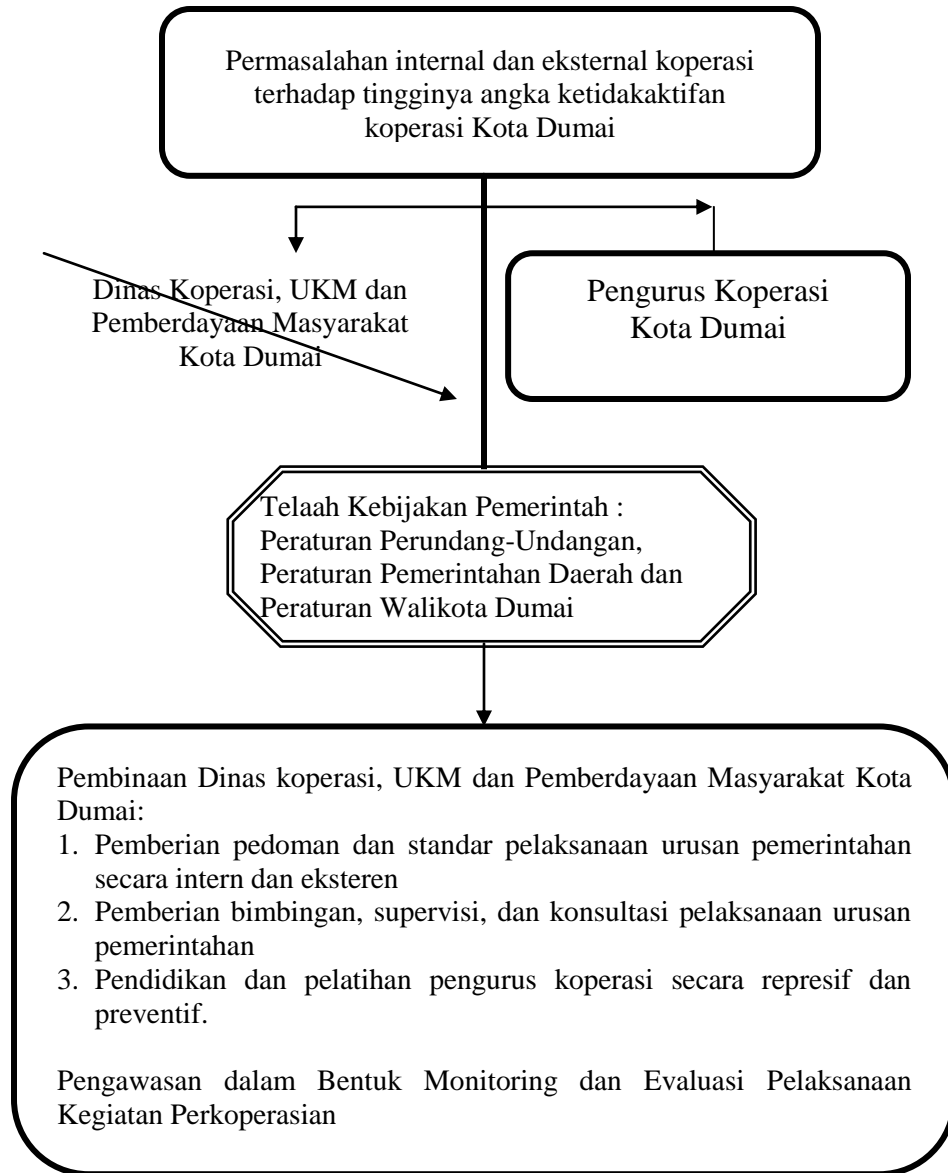 Permasalahan internal dan eksternal koperasi
terhadap tingginya angka ketidakaktifan
koperasi Kota Dumai
Dinas Koperasi, UKM dan
Pemberdayaan Masyarakat
Kota Dumai
Pengurus Koperasi
Kota Dumai
Telaah Kebijakan Pemerintah :
Peraturan Perundang-Undangan,
Peraturan Pemerintahan Daerah dan
Peraturan Walikota Dumai
Pembinaan Dinas koperasi, UKM dan Pemberdayaan Masyarakat Kota
Dumai:
1. Pemberian pedoman dan standar pelaksanaan urusan pemerintahan
secara intern dan eksteren
2. Pemberian bimbingan, supervisi, dan konsultasi pelaksanaan urusan
pemerintahan
3. Pendidikan dan pelatihan pengurus koperasi secara represif dan
preventif.
Pengawasan dalam Bentuk Monitoring dan Evaluasi Pelaksanaan
Kegiatan Perkoperasian